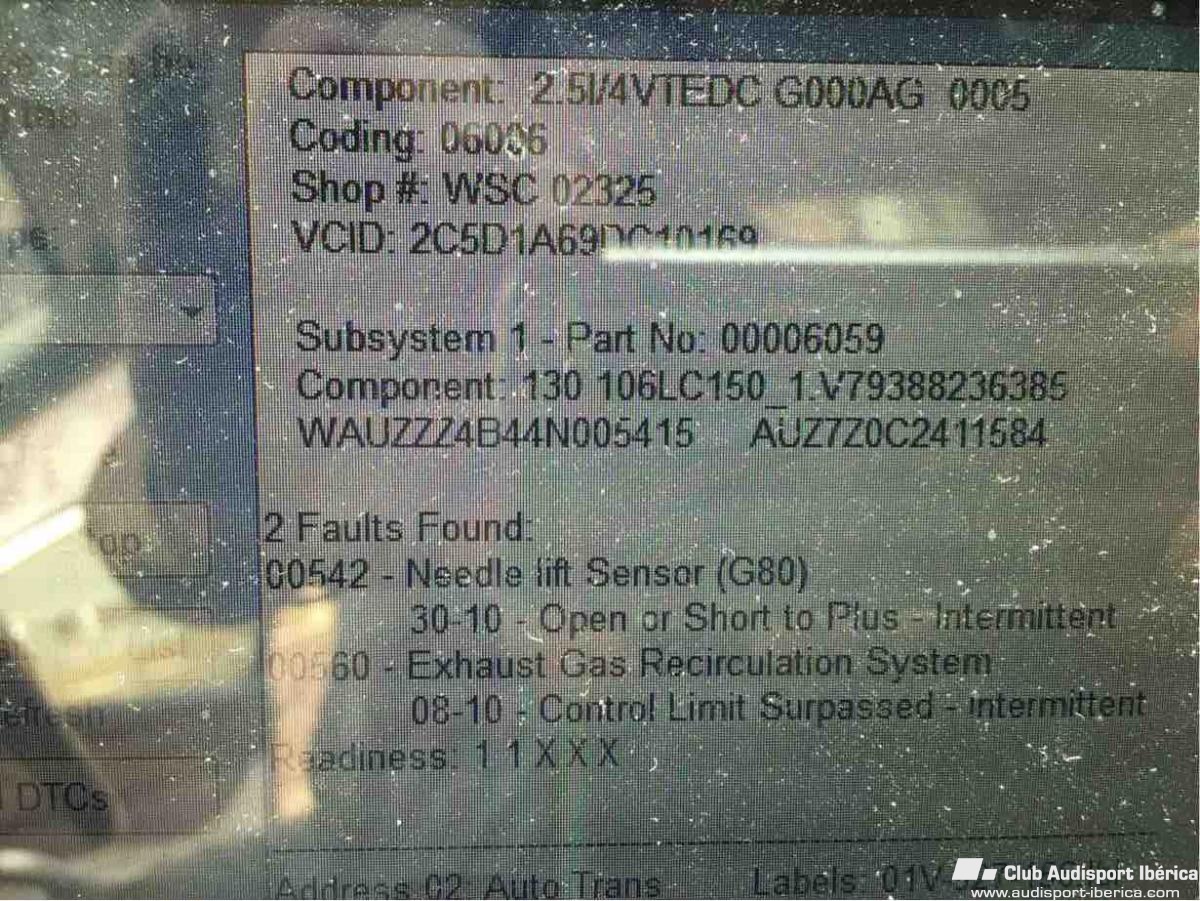 Component: 2.5l/4VTEDC G000AG 0005
Coding: 06006
Shop #: WSC 02325
VCID: 2C5D1A69DC10169
Subsystem 1 - Part No: 00006059
Component: 130 106LC150_1.V79388236385
WAUZZZ4B44N005415 AUZ7Z0C2411584
2 Faults Found:
00542 - Needle lift Sensor (G80)
30-10 - Open or Short to Plus - Intermittent
00560 - Exhaust Gas Recirculation System
08-10 - Control Limit Surpassed - Intermittent
Readiness: 1 1 X X X
DTCs
Address 02: Auto Trans Labels:
Club Audisport Ibérica
www.audisport-iberica.com